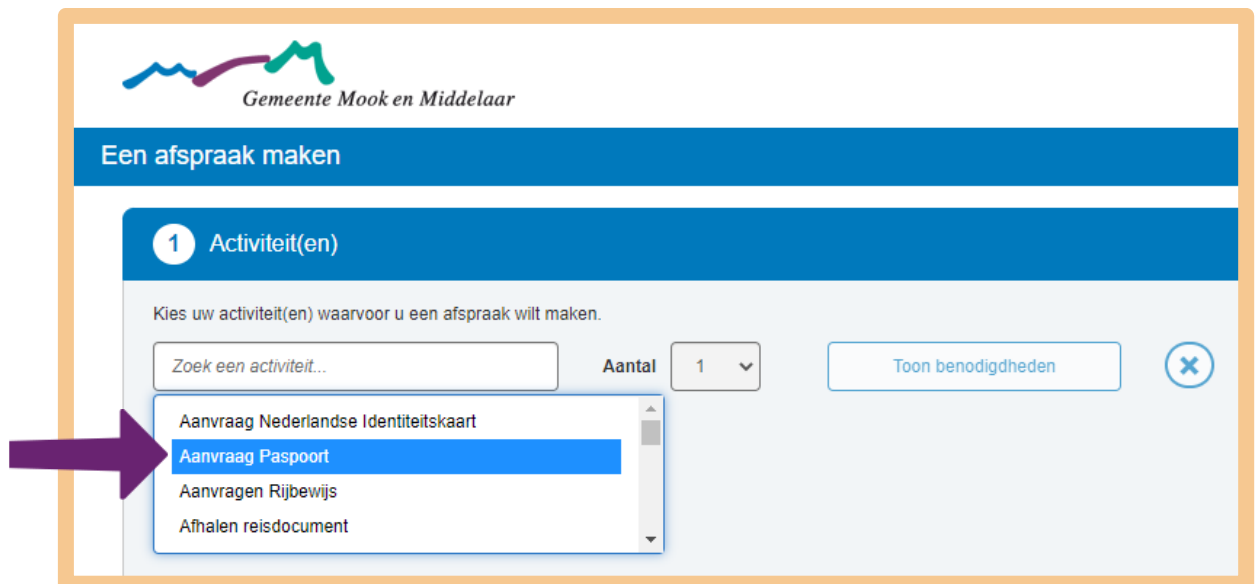 Gemeente Mook en Middelaar
Een afspraak maken
1 Activiteit(en)
Kies uw activiteit(en) waarvoor u een afspraak wilt maken.
Zoek een activiteit... Aantal 1 Toon benodigdheden
Aanvraag Nederlandse Identiteitskaart
Aanvraag Paspoort
Aanvragen Rijbewijs
Afhalen reisdocument